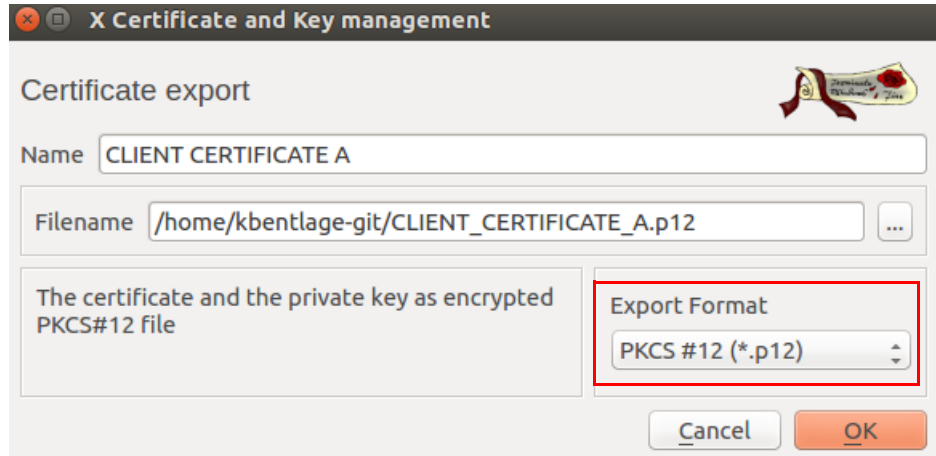 X Certificate and Key management
Certificate export
Name CLIENT CERTIFICATE A
Filename /home/kbentlage-git/CLIENT_CERTIFICATE_A.p12 ...
The certificate and the private key as encrypted
PKCS#12 file
Export Format
PKCS #12 (*.p12)
Cancel OK